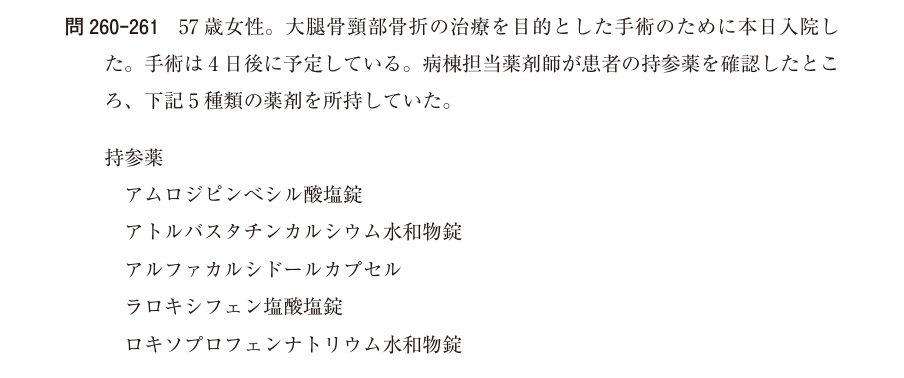 問 260-261 57 歳女性。大腿骨頸部骨折の治療を目的とした手術のために本日入院し
た。手術は 4 日後に予定している。病棟担当薬剤師が患者の持参薬を確認したとこ
ろ、下記 5 種類の薬剤を所持していた。
持参薬
アムロジピンベシル酸塩錠
アトルバスタチンカルシウム水和物錠
アルファカルシドールカプセル
ラロキシフェン塩酸塩錠
ロキソプロフェンナトリウム水和物錠